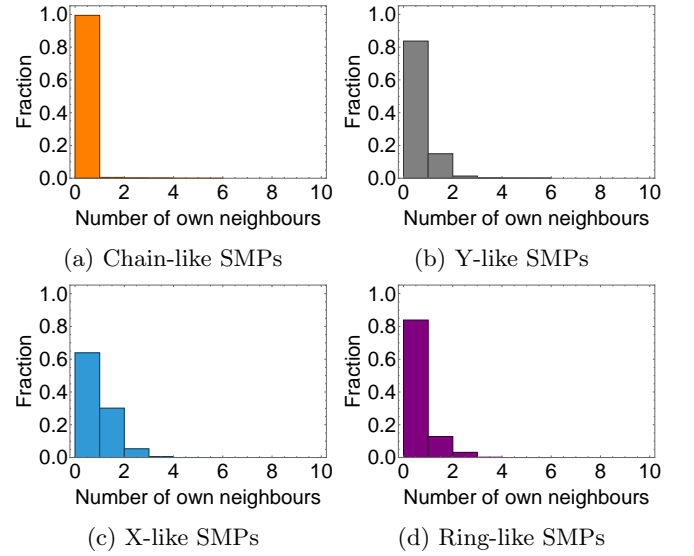 1.0
0.8
0.6
0.4
0.2
0.0
Fraction
0 2 4 6 8 10
Number of own neighbours
(a) Chain-like SMPs
1.0
0.8
0.6
0.4
0.2
0.0
Fraction
0 2 4 6 8 10
Number of own neighbours
(b) Y-like SMPs
1.0
0.8
0.6
0.4
0.2
0.0
Fraction
0 2 4 6 8 10
Number of own neighbours
(c) X-like SMPs
1.0
0.8
0.6
0.4
0.2
0.0
Fraction
0 2 4 6 8 10
Number of own neighbours
(d) Ring-like SMPs